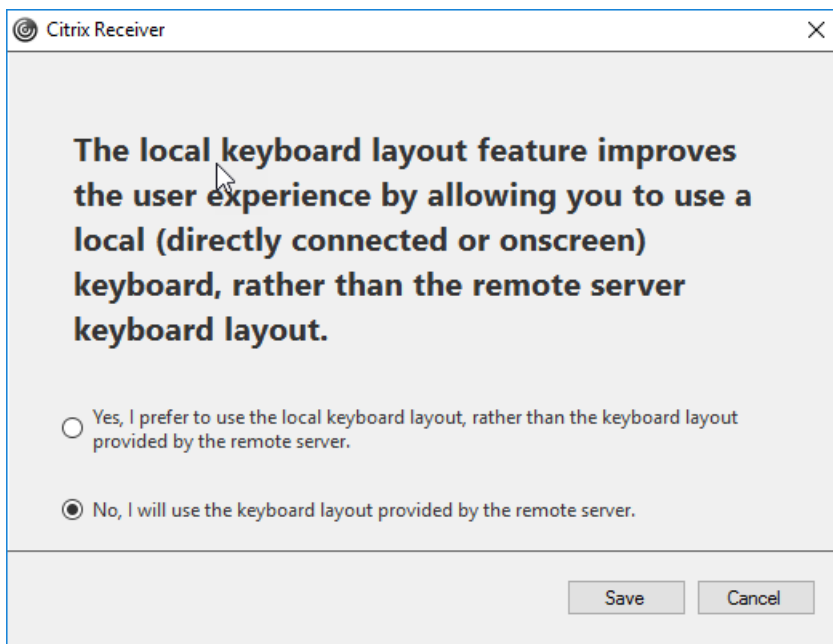 Citrix Receiver
The local keyboard layout feature improves
the user experience by allowing you to use a
local (directly connected or onscreen)
keyboard, rather than the remote server
keyboard layout.
Yes, I prefer to use the local keyboard layout, rather than the keyboard layout
provided by the remote server.
No, I will use the keyboard layout provided by the remote server.
Save Cancel